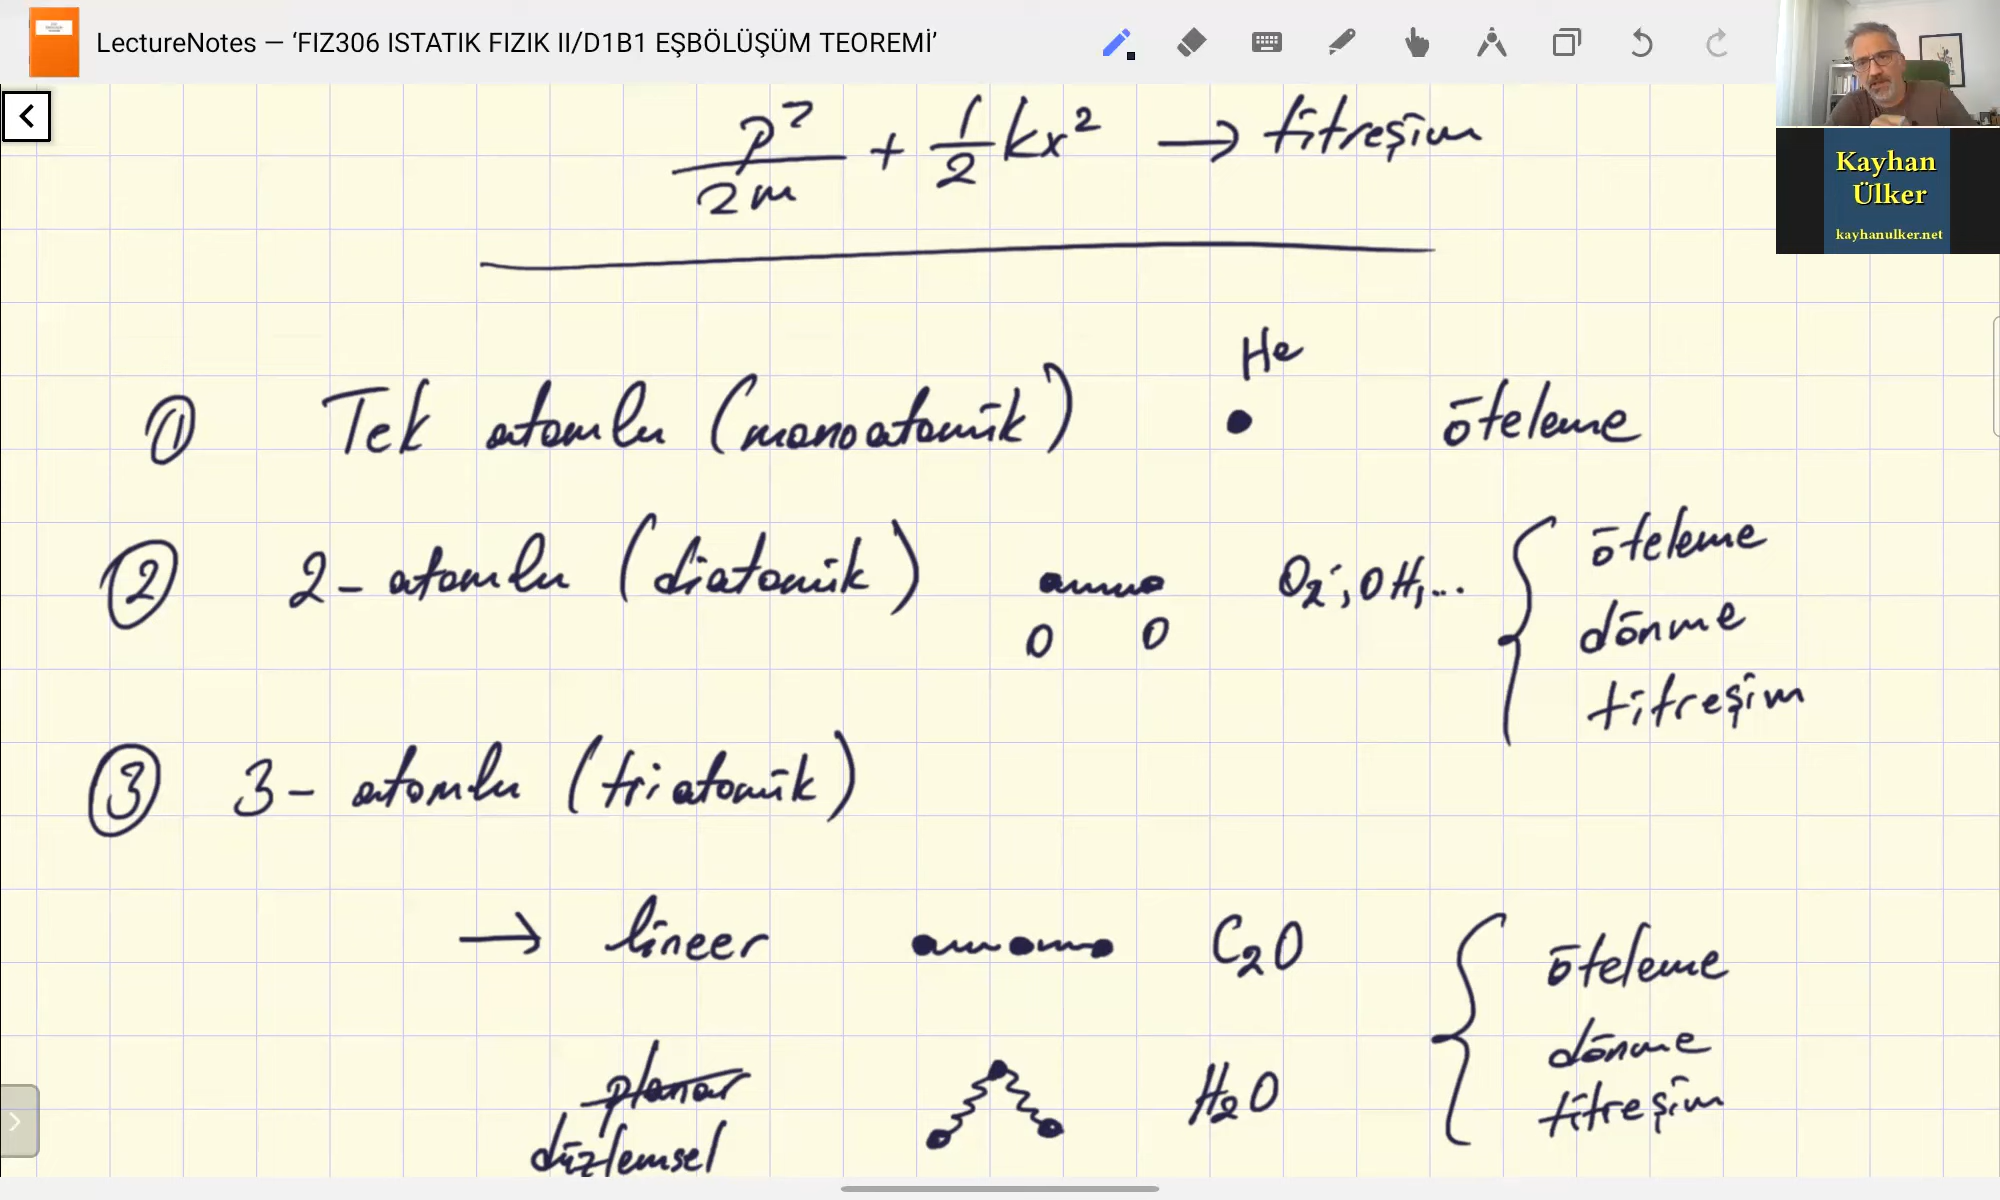 LectureNotes — ‘FIZ306 ISTATIK FIZIK II/D1B1 EŞBÖLÜŞÜM TEOREMİ’
Kayhan
Ülker
kayhanulker.net
p²/2m + 1/2 kx² → titreşim
He
① Tek atomlu (monoatomik) öteleme
② 2-atomlu (diatomik) O₂, OH, ...
O O
öteleme
dönme
titreşim
③ 3-atomlu (triatomik)
→ lineer C₂O
öteleme
dönme
titreşim
planar H₂O
düzlemsel